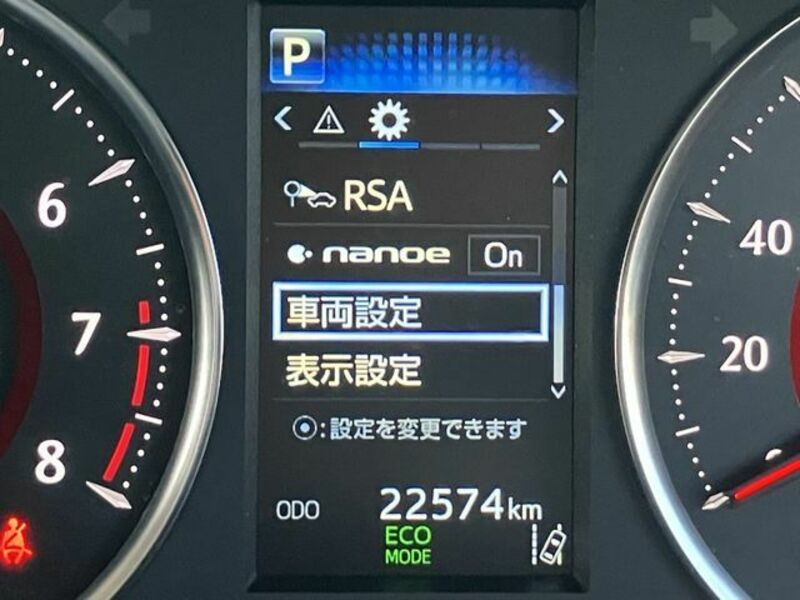 P
RSA
nanoe On
車両設定
表示設定
:設定を変更できます
ODO 22574km
ECO
MODE
6
7
8
40
20